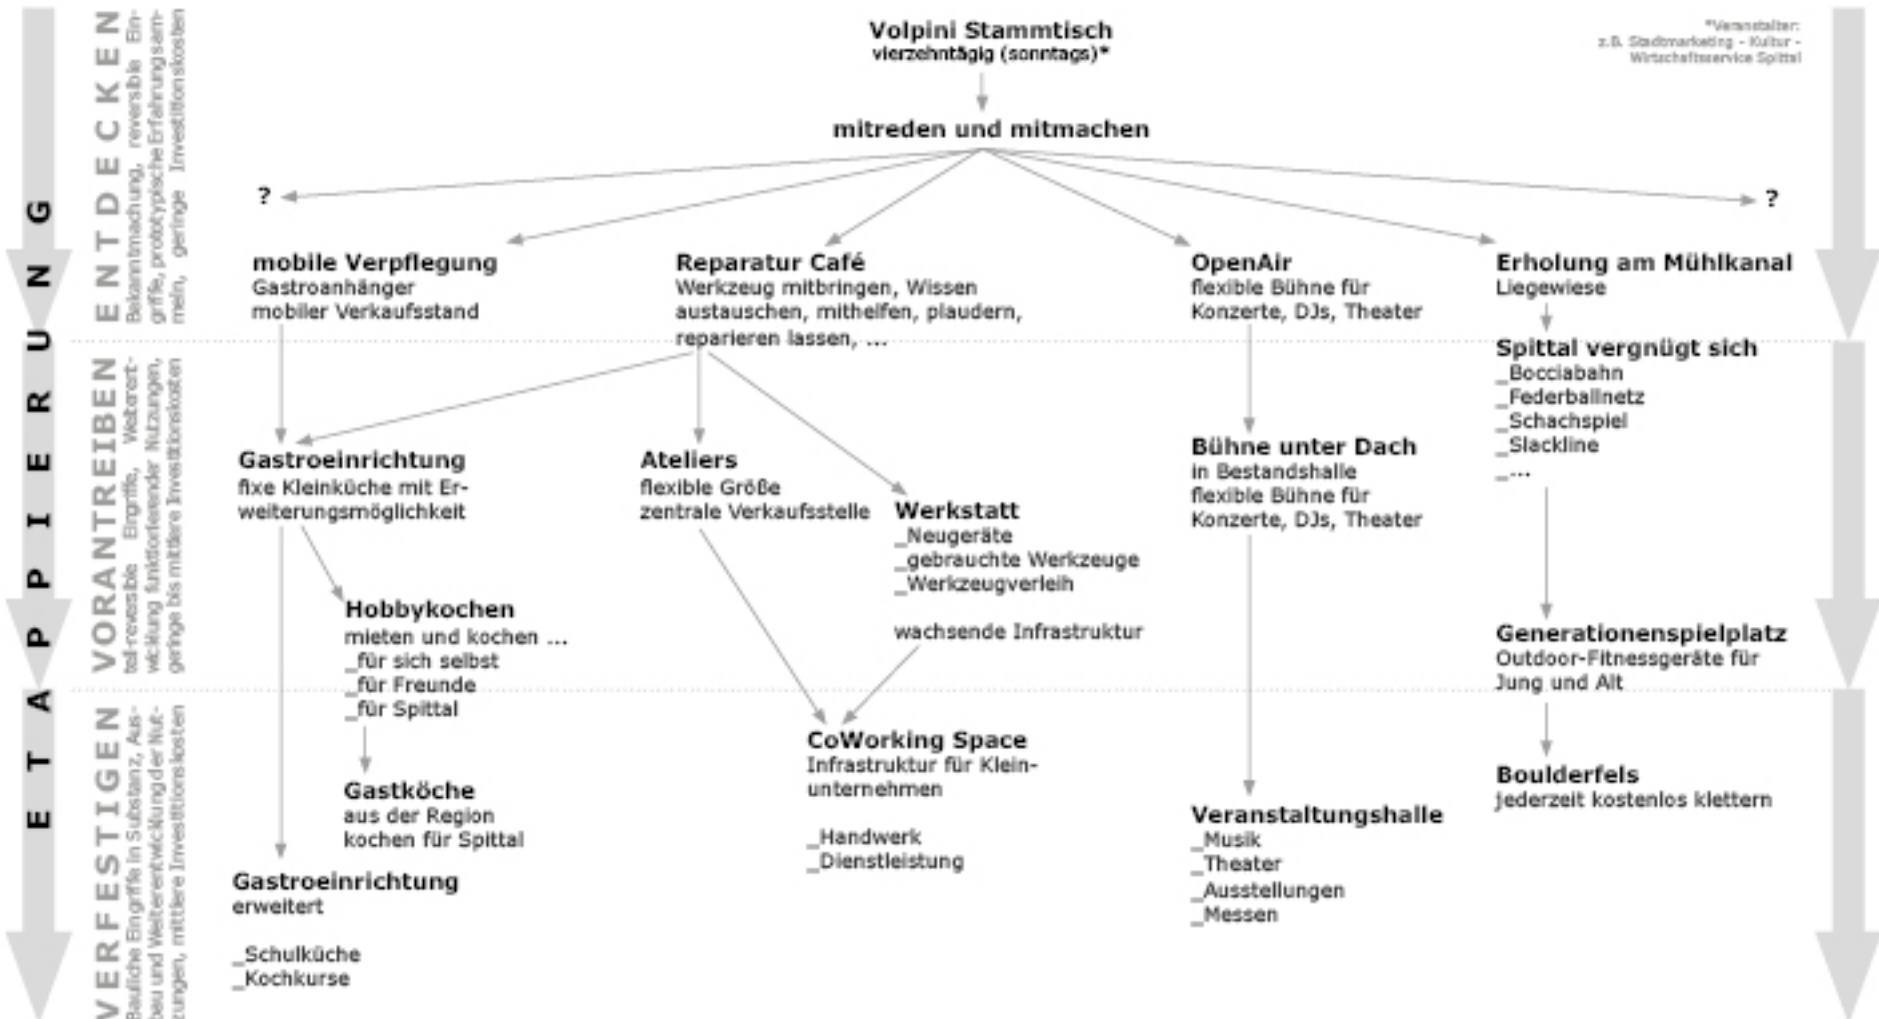 Volpini Stammtisch
vierzehntägig (sonntags)*
*Veranstalter:
z.B. Stadtmarketing - Kultur -
Wirtschaftsservice Spittal
mitreden und mitmachen
?
?
mobile Verpflegung
Gastroanhänger
mobiler Verkaufsstand
Reparatur Café
Werkzeug mitbringen, Wissen
austauschen, mithelfen, plaudern,
reparieren lassen, ...
OpenAir
flexible Bühne für
Konzerte, DJs, Theater
Erholung am Mühlkanal
Liegewiese
Spittal vergnügt sich
_Bocciabahn
_Federballnetz
_Schachspiel
_Slackline
_...
Gastroeinrichtung
fixe Kleinküche mit Er-
weiterungsmöglichkeit
Ateliers
flexible Größe
zentrale Verkaufsstelle
Werkstatt
_Neugeräte
_gebrauchte Werkzeuge
_Werkzeugverleih
wachsende Infrastruktur
Bühne unter Dach
in Bestandshalle
flexible Bühne für
Konzerte, DJs, Theater
Hobbykochen
mieten und kochen ...
_für sich selbst
_für Freunde
_für Spittal
Generationenspielplatz
Outdoor-Fitnessgeräte für
Jung und Alt
Gastköche
aus der Region
kochen für Spittal
CoWorking Space
Infrastruktur für Klein-
unternehmen
_Handwerk
_Dienstleistung
Boulderfels
jederzeit kostenlos klettern
Veranstaltungshalle
_Musik
_Theater
_Ausstellungen
_Messen
Gastroeinrichtung
erweitert
_Schulküche
_Kochkurse
ETAPPIERUNG
ENTDECKEN
Bekanntmachung, reversible Ein-
griffe, prototypische Erfahrung sam-
meln, geringe Investitionskosten
VORANTREIBEN
teil-reversible Eingriffe, Weiterent-
wicklung funktionierender Nutzungen,
geringe bis mittlere Investitionskosten
VERFESTIGEN
Bauliche Eingriffe in Substanz, Aus-
bau und Weiterentwicklung der Nut-
zungen, mittlere Investitionskosten